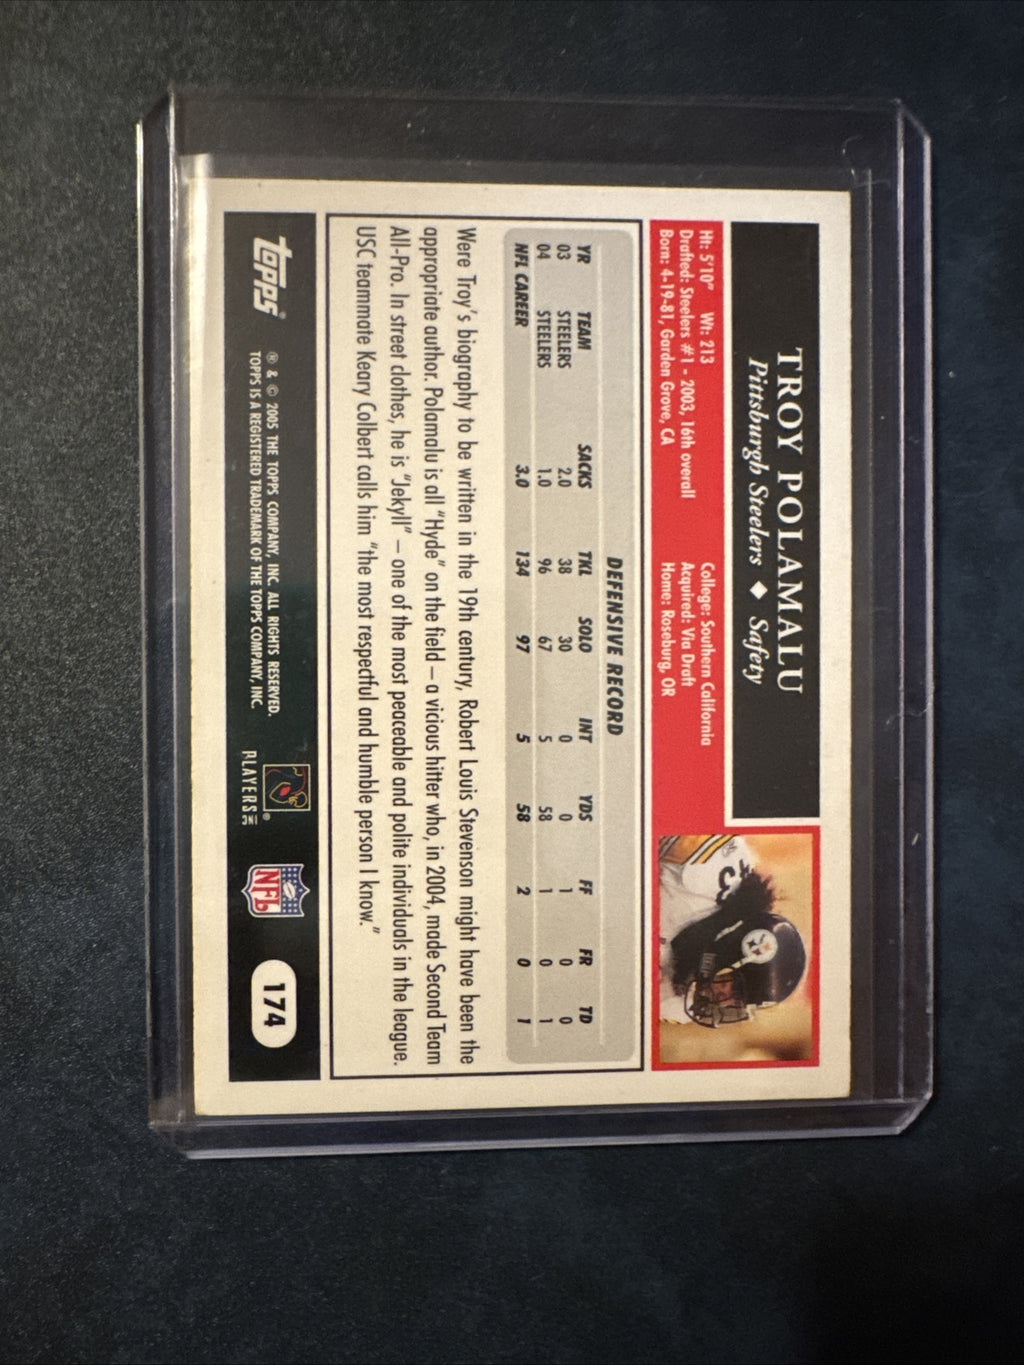 TROY POLAMALU
Pittsburgh Steelers ◆ Safety
Ht: 5'10" Wt: 213 College: Southern California
Drafted: Steelers #1 - 2003, 16th overall Acquired: Via Draft
Born: 4-19-81, Garden Grove, CA Home: Roseburg, OR
DEFENSIVE RECORD
YR TEAM SACKS TKL SOLO INT YDS FF FR TD
03 STEELERS 2.0 38 30 0 0 1 0 0
04 STEELERS 1.0 96 67 5 58 1 0 1
NFL CAREER 3.0 134 97 5 58 2 0 1
Were Troy's biography to be written in the 19th century, Robert Louis Stevenson might have been the
appropriate author. Polamalu is all "Hyde" on the field – a vicious hitter who, in 2004, made Second Team
All-Pro. In street clothes, he is "Jekyll" – one of the most peaceable and polite individuals in the league.
USC teammate Keary Colbert calls him "the most respectful and humble person I know."
topps®
® & © 2005 THE TOPPS COMPANY, INC. ALL RIGHTS RESERVED.
TOPPS IS A REGISTERED TRADEMARK OF THE TOPPS COMPANY, INC.
PLAYERS INC
®
NFL
174